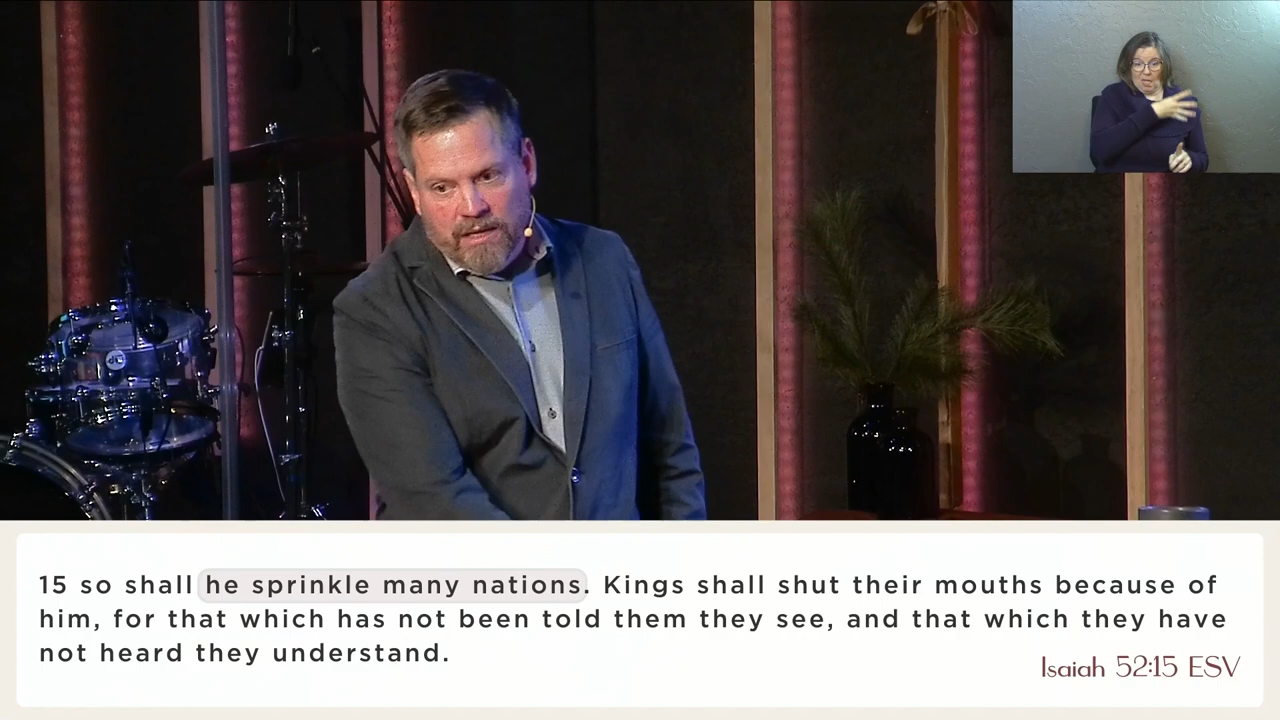 15 so shall he sprinkle many nations. Kings shall shut their mouths because of
him, for that which has not been told them they see, and that which they have
not heard they understand.
Isaiah 52:15 ESV